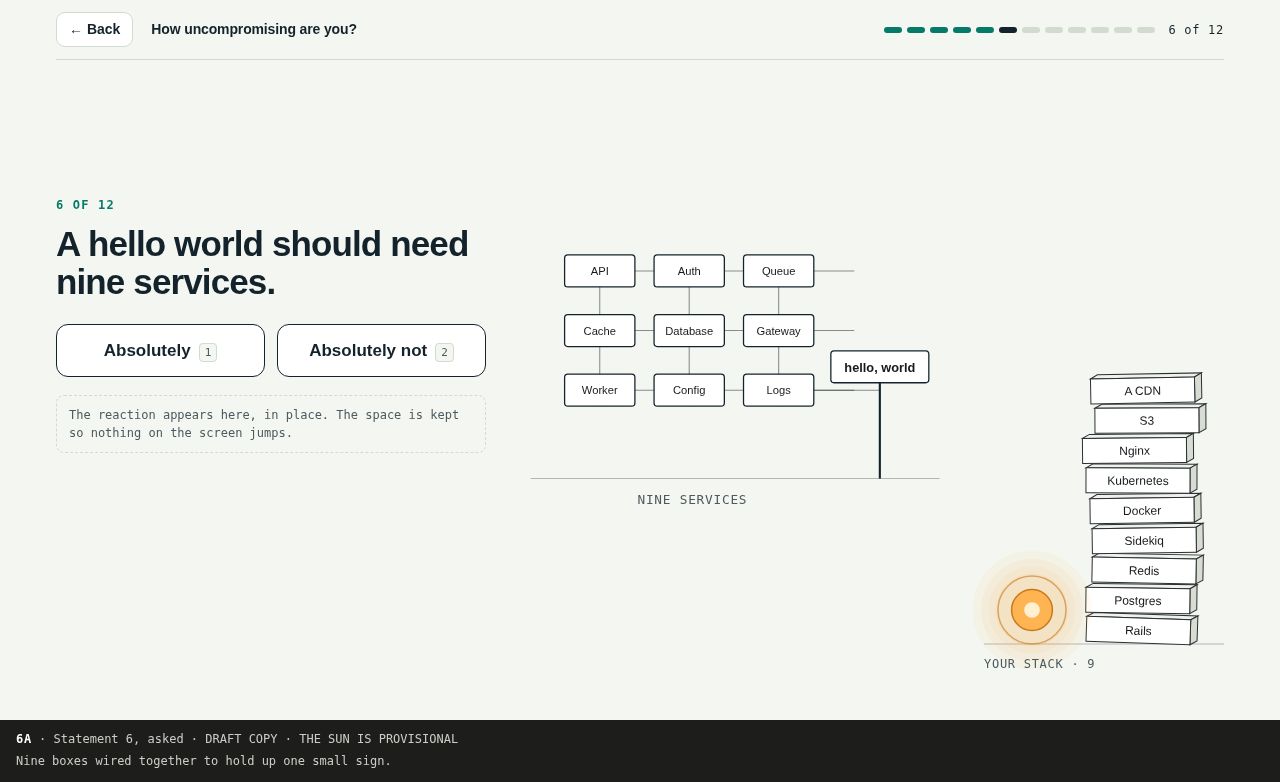 ← Back
How uncompromising are you?
6 of 12
6 OF 12
A hello world should need
nine services.
Absolutely 1
Absolutely not 2
The reaction appears here, in place. The space is kept
so nothing on the screen jumps.
API
Auth
Queue
Cache
Database
Gateway
hello, world
Worker
Config
Logs
NINE SERVICES
A CDN
S3
Nginx
Kubernetes
Docker
Sidekiq
Redis
Postgres
Rails
YOUR STACK · 9
6A · Statement 6, asked · DRAFT COPY · THE SUN IS PROVISIONAL
Nine boxes wired together to hold up one small sign.